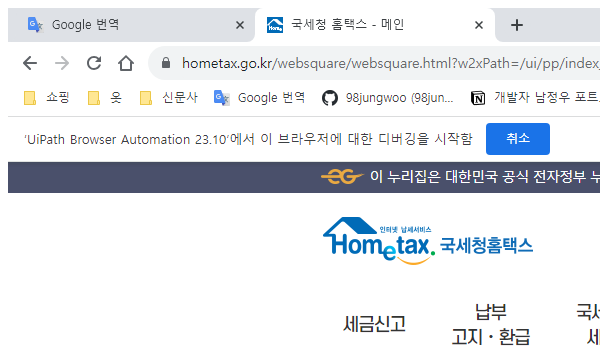 Google 번역
국세청 홈택스 - 메인
hometax.go.kr/websquare/websquare.html?w2xPath=/ui/pp/index_
쇼핑 옷 신문사 Google 번역 98jungwoo (98jun... 개발자 남정우 포트
'UiPath Browser Automation 23.10'에서 이 브라우저에 대한 디버깅을 시작함 취소
이 누리집은 대한민국 공식 전자정부 누
인터넷 납세서비스
Hometax. 국세청홈택스
세금신고
납부
고지・환급
국세
세